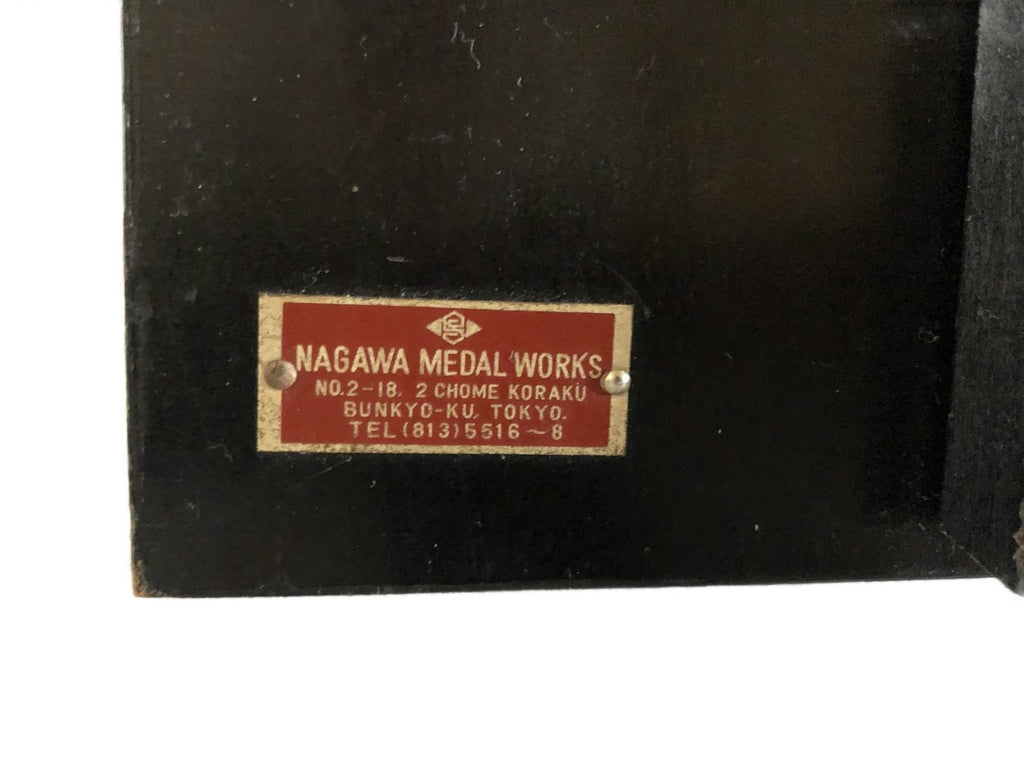 NAGAWA MEDAL WORKS
NO.2-18, 2 CHOME KORAKU
BUNKYO-KU, TOKYO.
TEL (813) 5516～8